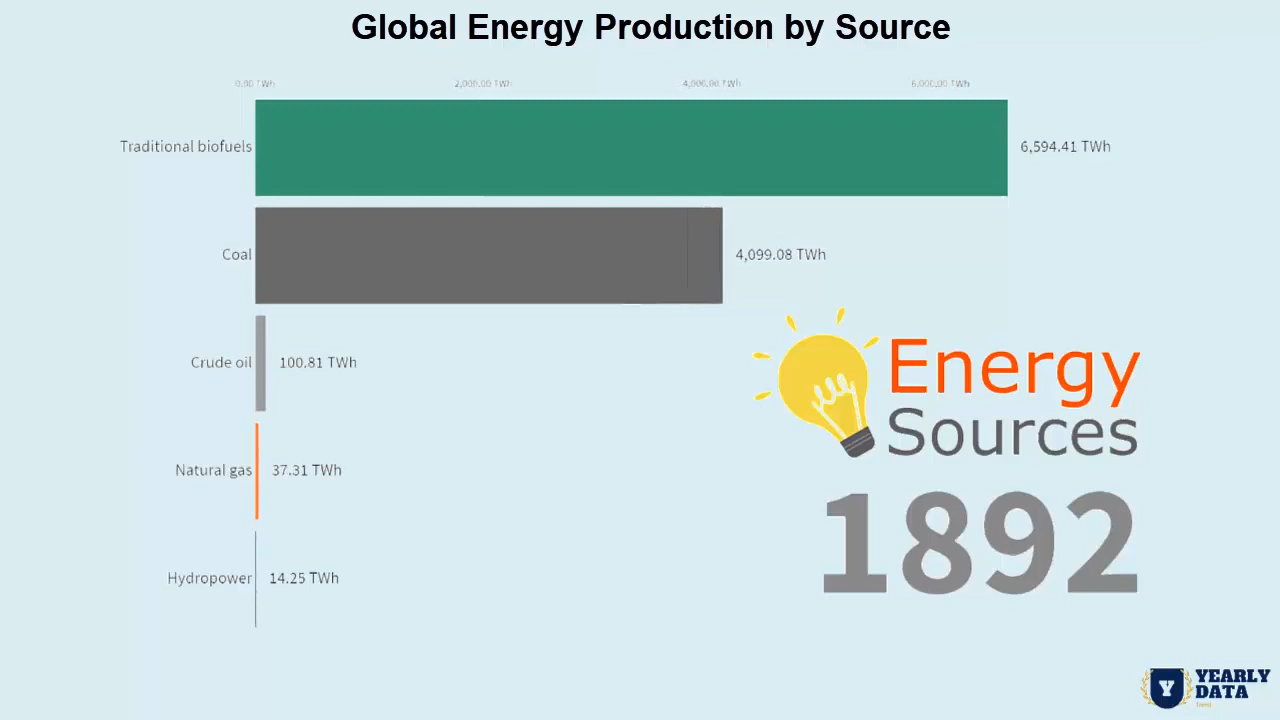 Global Energy Production by Source
0.00 TWh 2,000.00 TWh 4,000.00 TWh 6,000.00 TWh
Traditional biofuels 6,594.41 TWh
Coal 4,099.08 TWh
Crude oil 100.81 TWh
Natural gas 37.31 TWh
Hydropower 14.25 TWh
Energy
Sources
1892
Y YEARLY
DATA
Trend